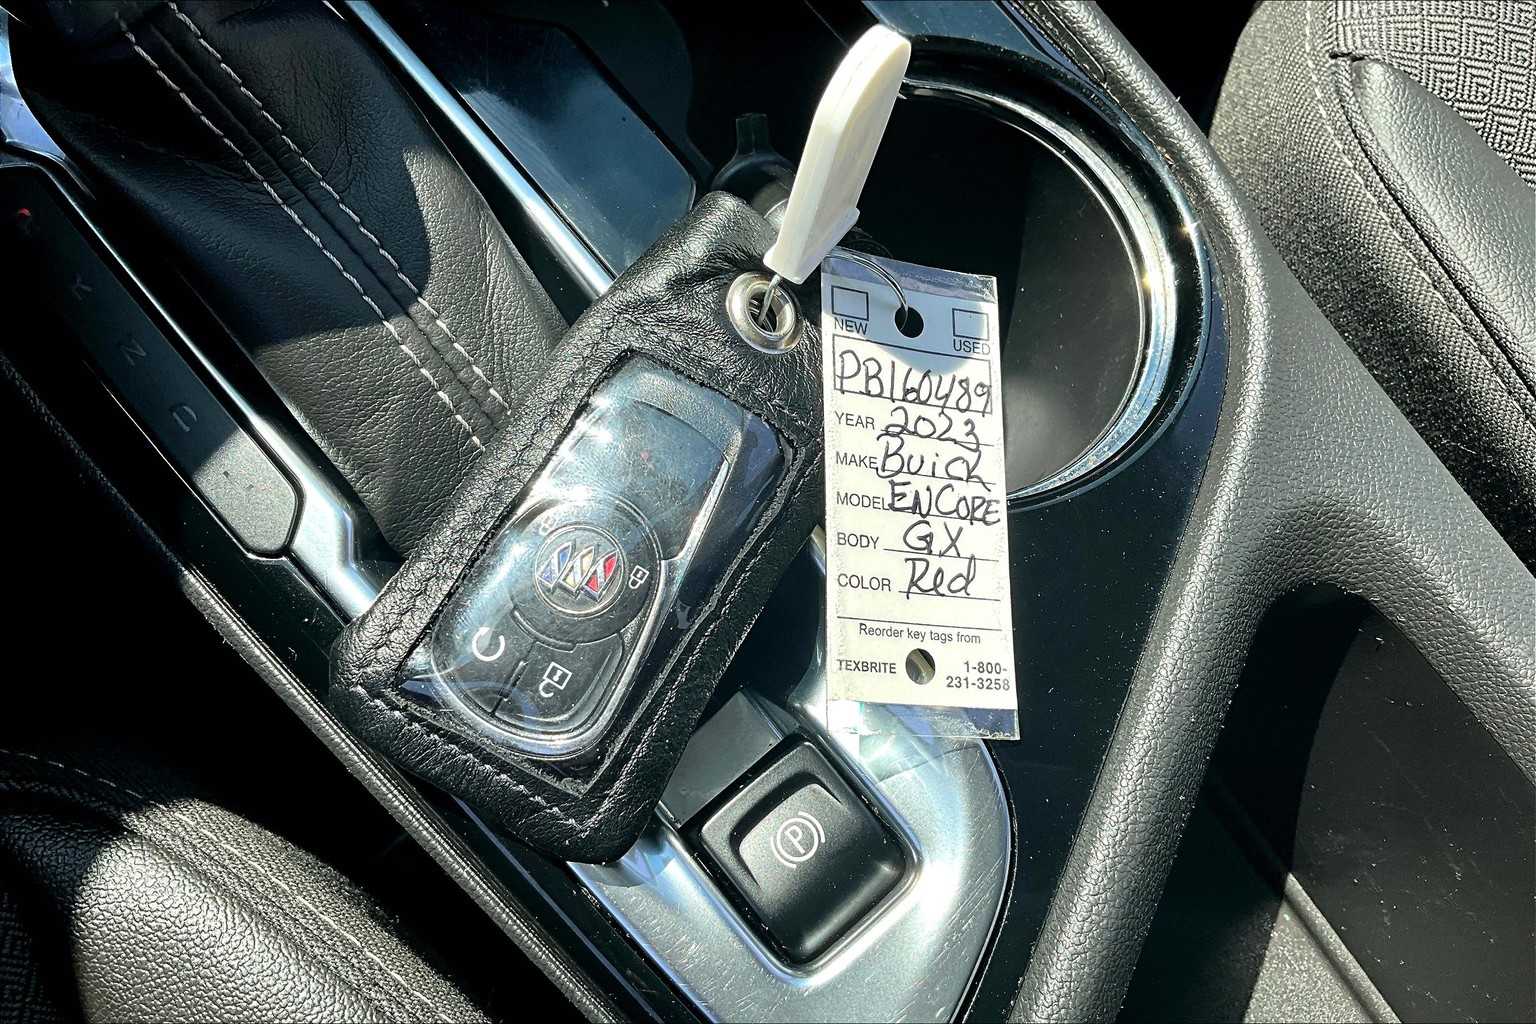 R
N
D
NEW
USED
PB160489
YEAR 2023
MAKE Buick
MODEL ENCORE
BODY GX
COLOR Red
Reorder key tags from
TEXBRITE 1-800-
231-3258
P